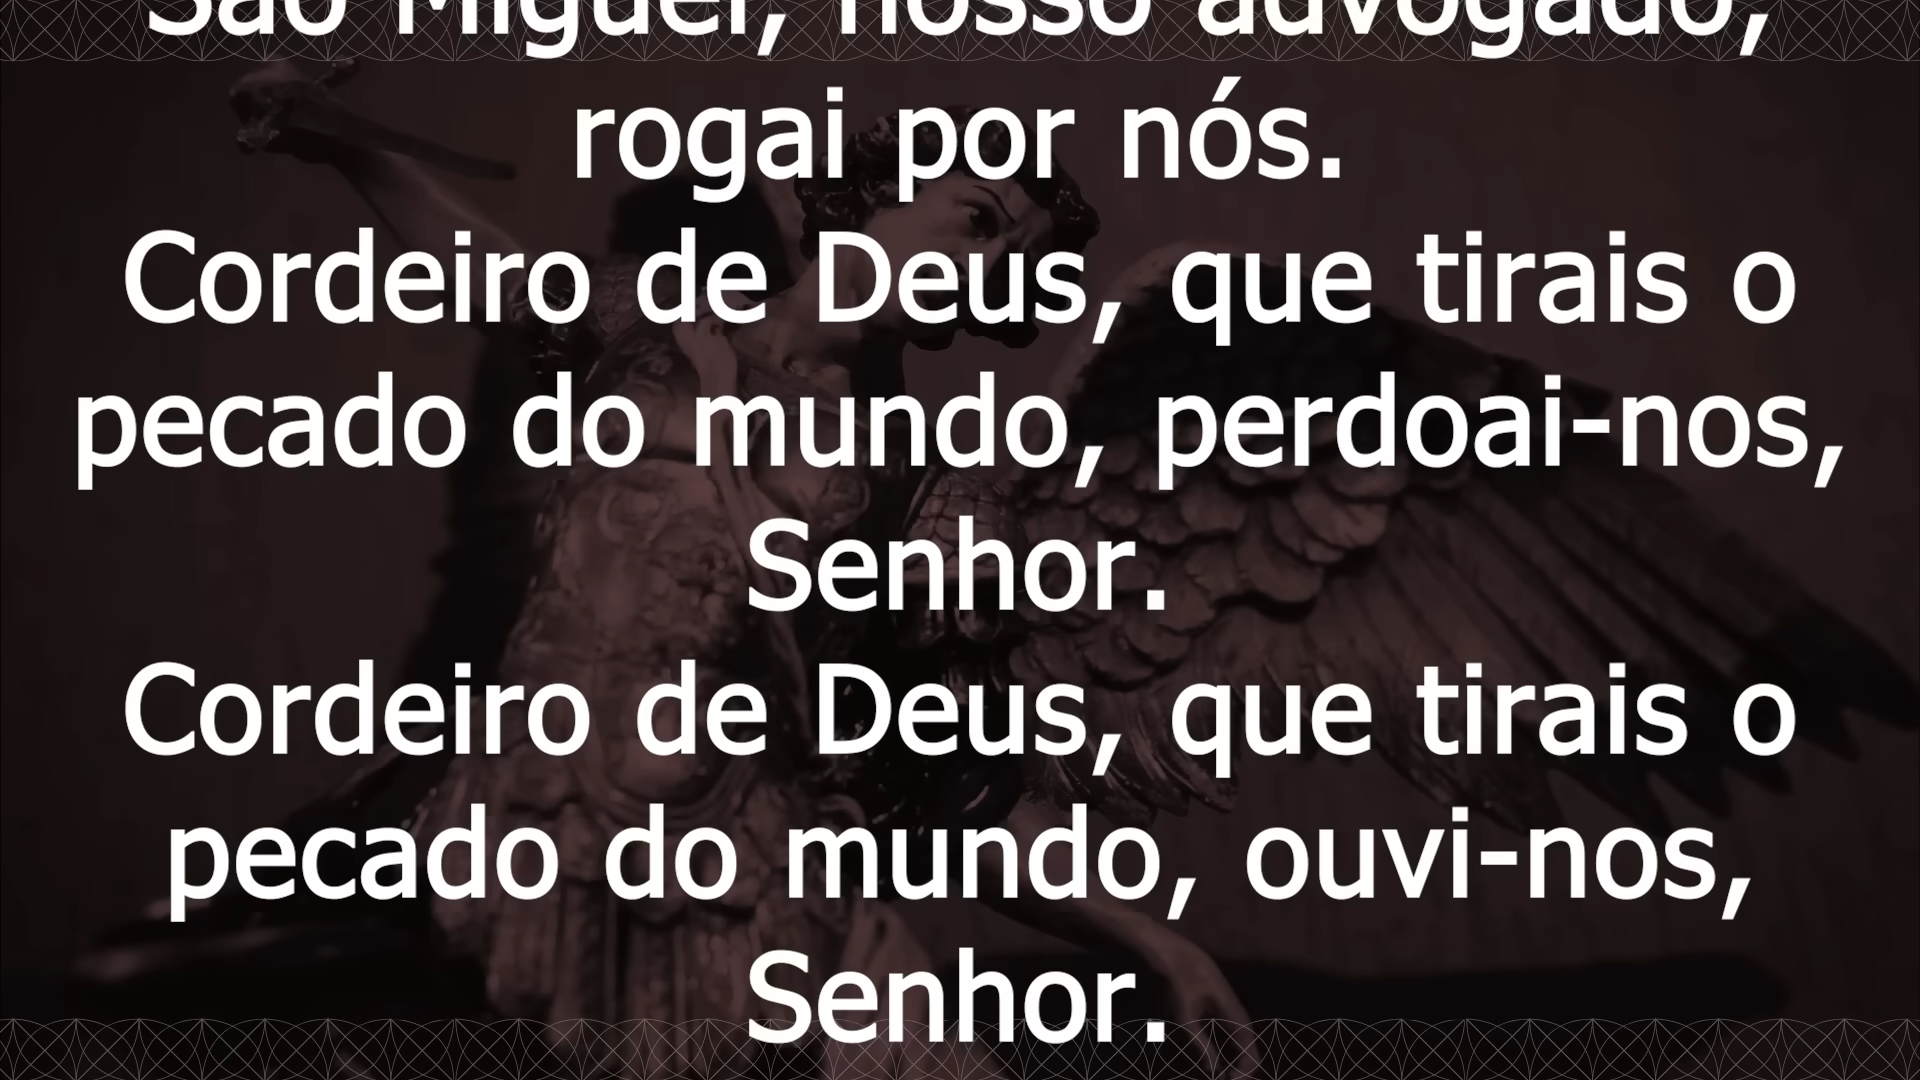 São Miguel, nosso advogado,
rogai por nós.
Cordeiro de Deus, que tirais o
pecado do mundo, perdoai-nos,
Senhor.
Cordeiro de Deus, que tirais o
pecado do mundo, ouvi-nos,
Senhor.